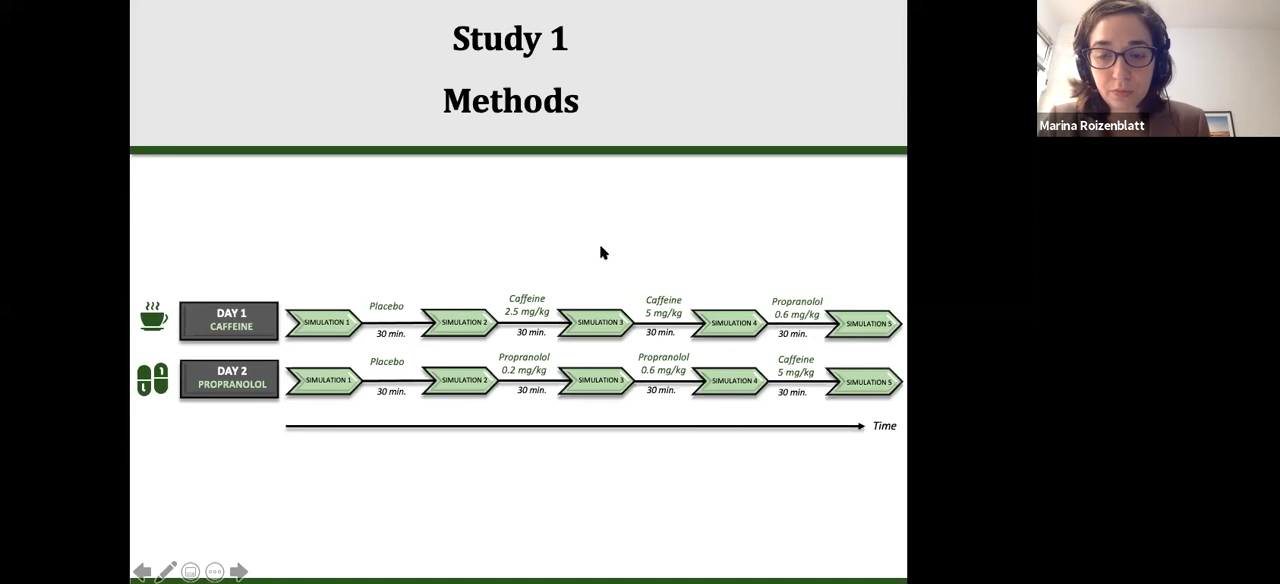 Study 1
Methods
Marina Roizenblatt
DAY 1
CAFFEINE
SIMULATION 1
Placebo
30 min.
SIMULATION 2
Caffeine
2.5 mg/kg
30 min.
SIMULATION 3
Caffeine
5 mg/kg
30 min.
SIMULATION 4
Propranolol
0.6 mg/kg
30 min.
SIMULATION 5
DAY 2
PROPRANOLOL
SIMULATION 1
Placebo
30 min.
SIMULATION 2
Propranolol
0.2 mg/kg
30 min.
SIMULATION 3
Propranolol
0.6 mg/kg
30 min.
SIMULATION 4
Caffeine
5 mg/kg
30 min.
SIMULATION 5
Time